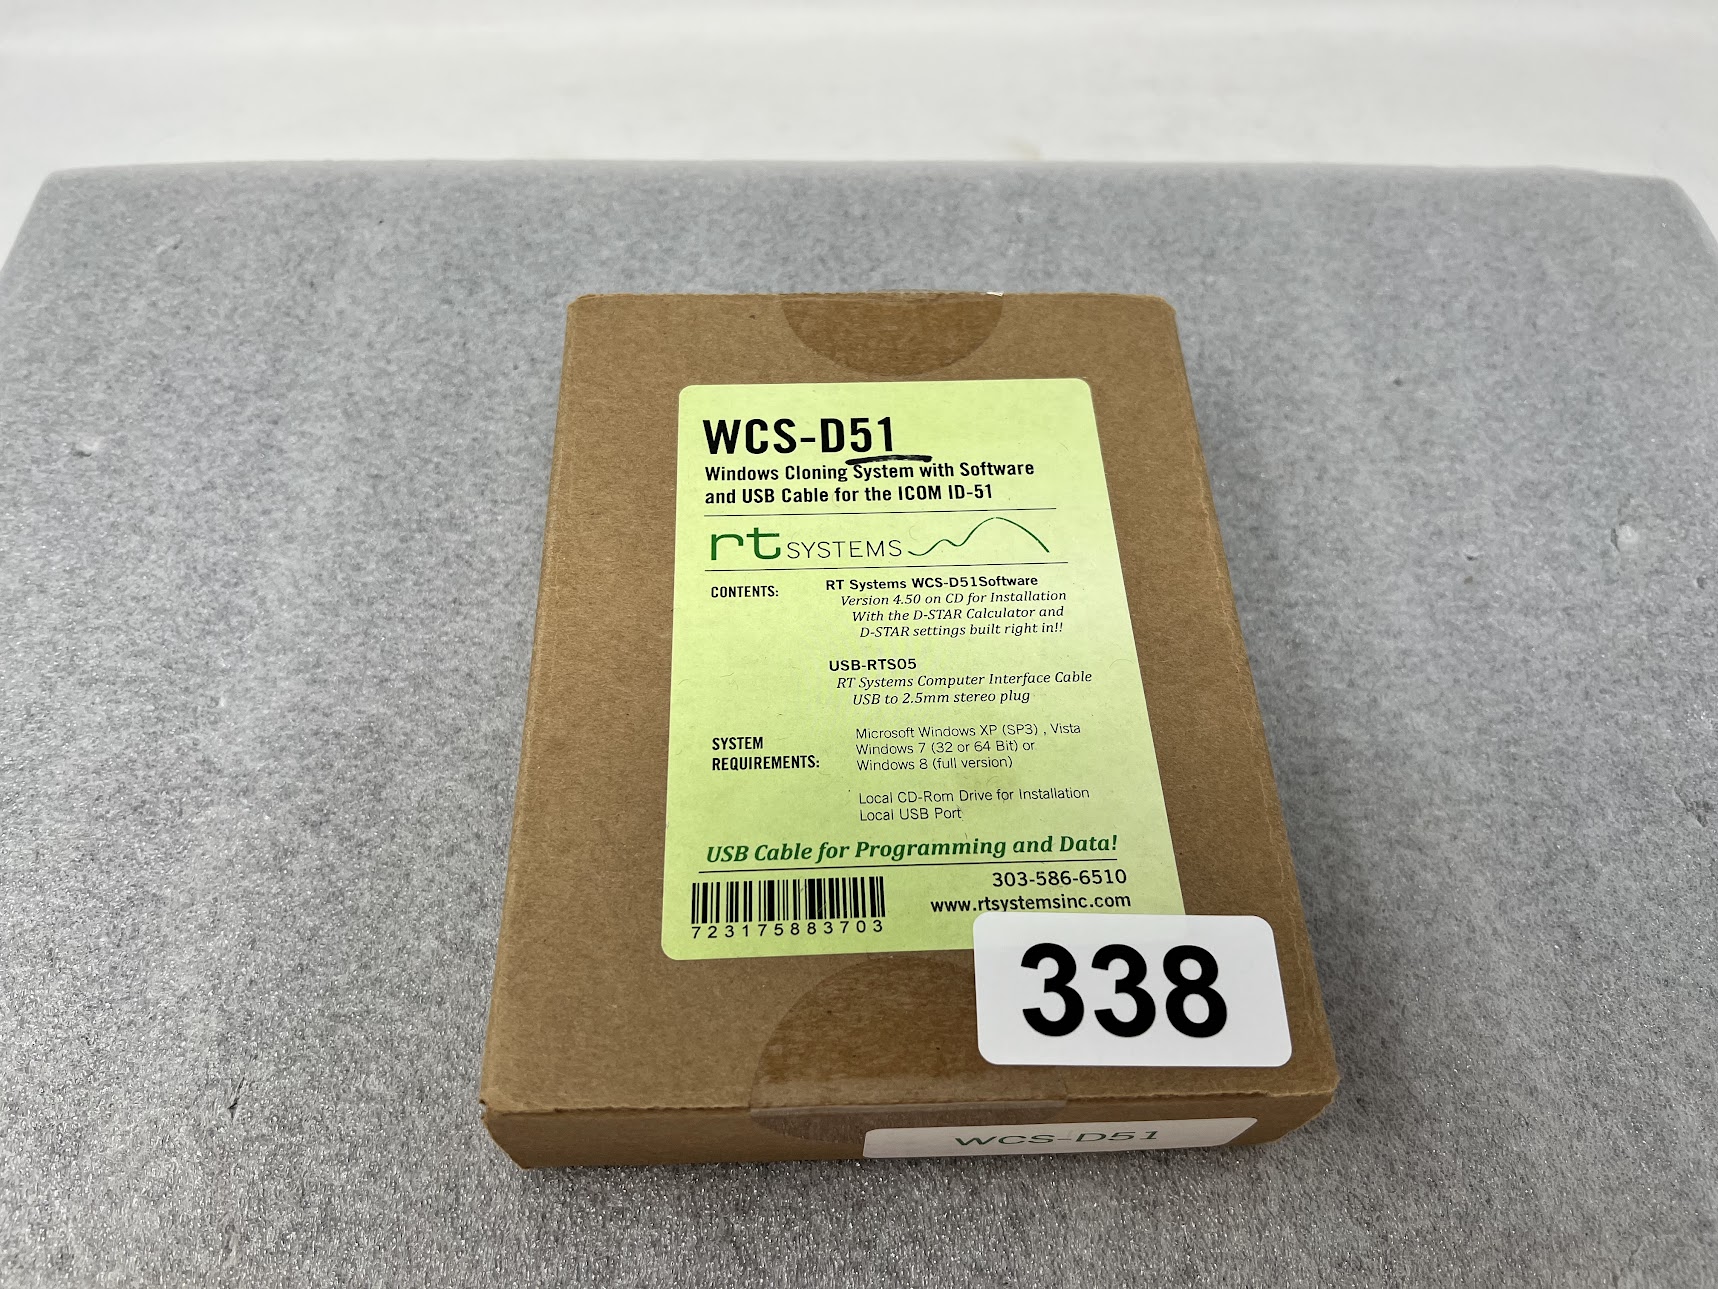 WCS-D51
Windows Cloning System with Software
and USB Cable for the ICOM ID-51
rt SYSTEMS
CONTENTS:
RT Systems WCS-D51Software
Version 4.50 on CD for Installation
With the D-STAR Calculator and
D-STAR settings built right in!!
USB-RTS05
RT Systems Computer Interface Cable
USB to 2.5mm stereo plug
SYSTEM
REQUIREMENTS:
Microsoft Windows XP (SP3) , Vista
Windows 7 (32 or 64 Bit) or
Windows 8 (full version)
Local CD-Rom Drive for Installation
Local USB Port
USB Cable for Programming and Data!
303-586-6510
www.rtsystemsinc.com
723175883703
338
WCS-D51